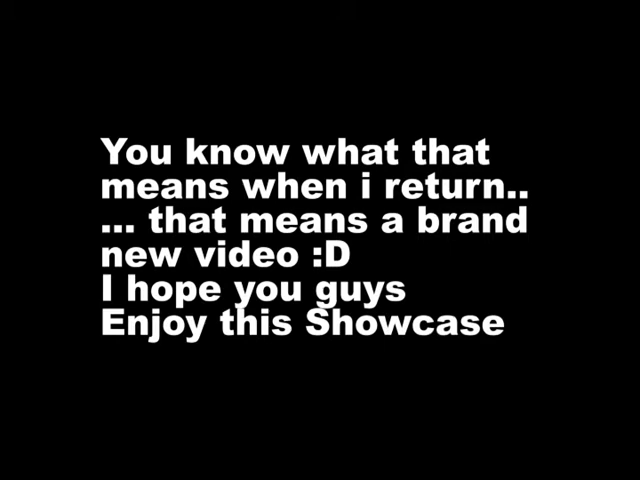 You know what that
means when i return..
... that means a brand
new video :D
I hope you guys
Enjoy this Showcase